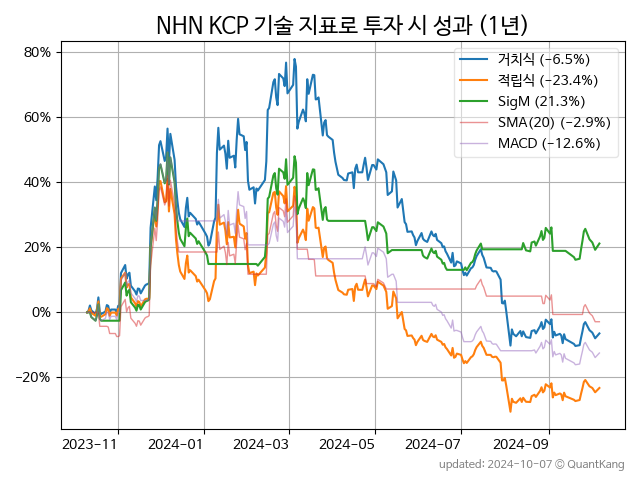 NHN KCP 기술 지표로 투자 시 성과 (1년)
80%
60%
40%
20%
0%
−20%
거치식 (−6.5%)
적립식 (−23.4%)
SigM (21.3%)
SMA(20) (−2.9%)
MACD (−12.6%)
2023-11
2024-01
2024-03
2024-05
2024-07
2024-09
updated: 2024-10-07 © QuantKang